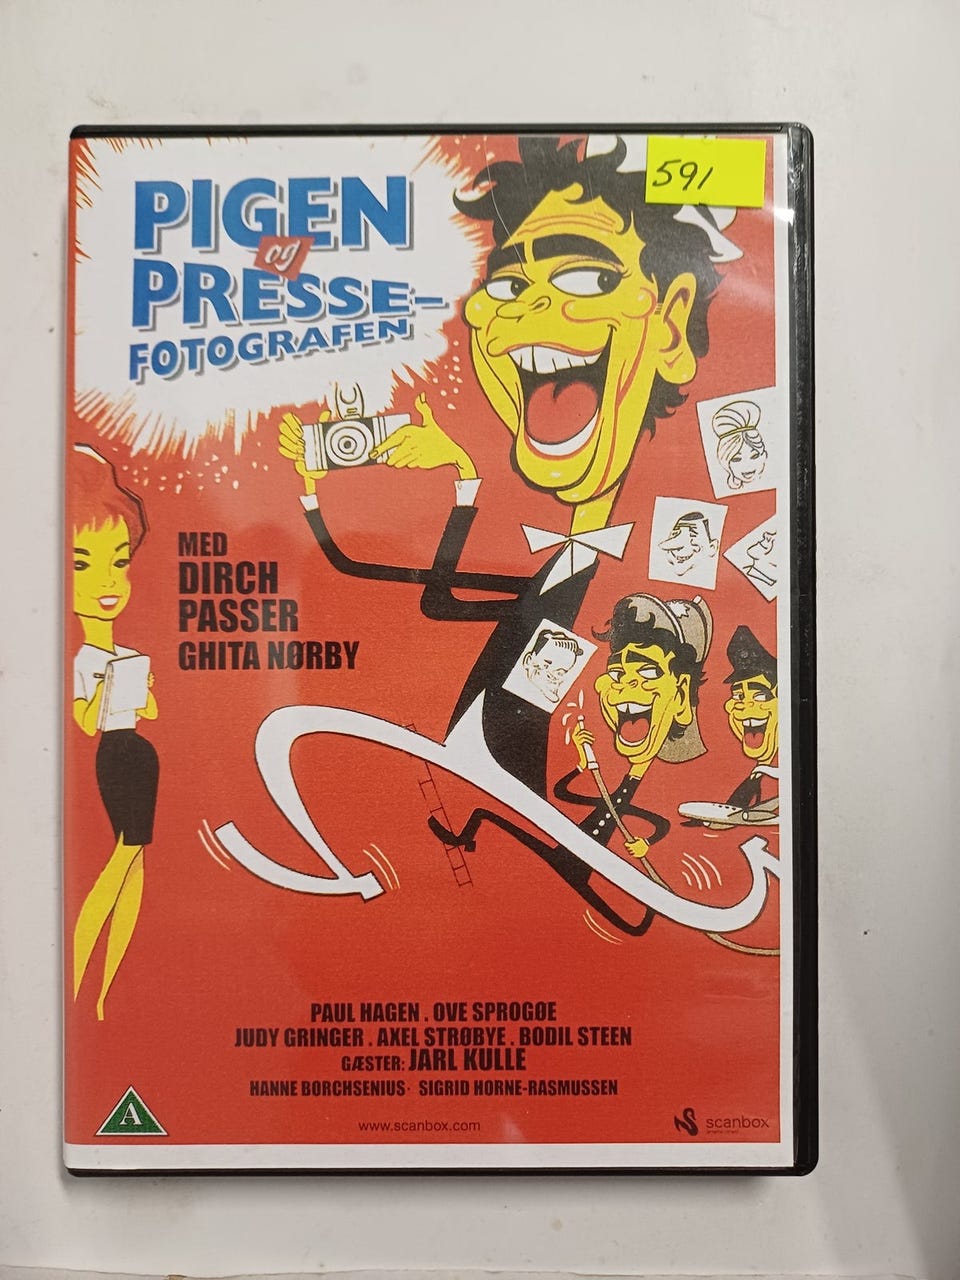 591
PIGEN
og
PRESSE-
FOTOGRAFEN
MED
DIRCH
PASSER
GHITA NØRBY
PAUL HAGEN . OVE SPROGØE
JUDY GRINGER . AXEL STRØBYE . BODIL STEEN
GÆSTER: JARL KULLE
HANNE BORCHSENIUS · SIGRID HORNE-RASMUSSEN
A
www.scanbox.com
scanbox